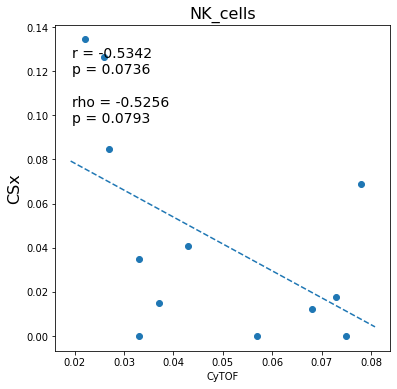 NK_cells
r = -0.5342
p = 0.0736
rho = -0.5256
p = 0.0793
CSx
0.14
0.12
0.10
0.08
0.06
0.04
0.02
0.00
0.02 0.03 0.04 0.05 0.06 0.07 0.08
CyTOF